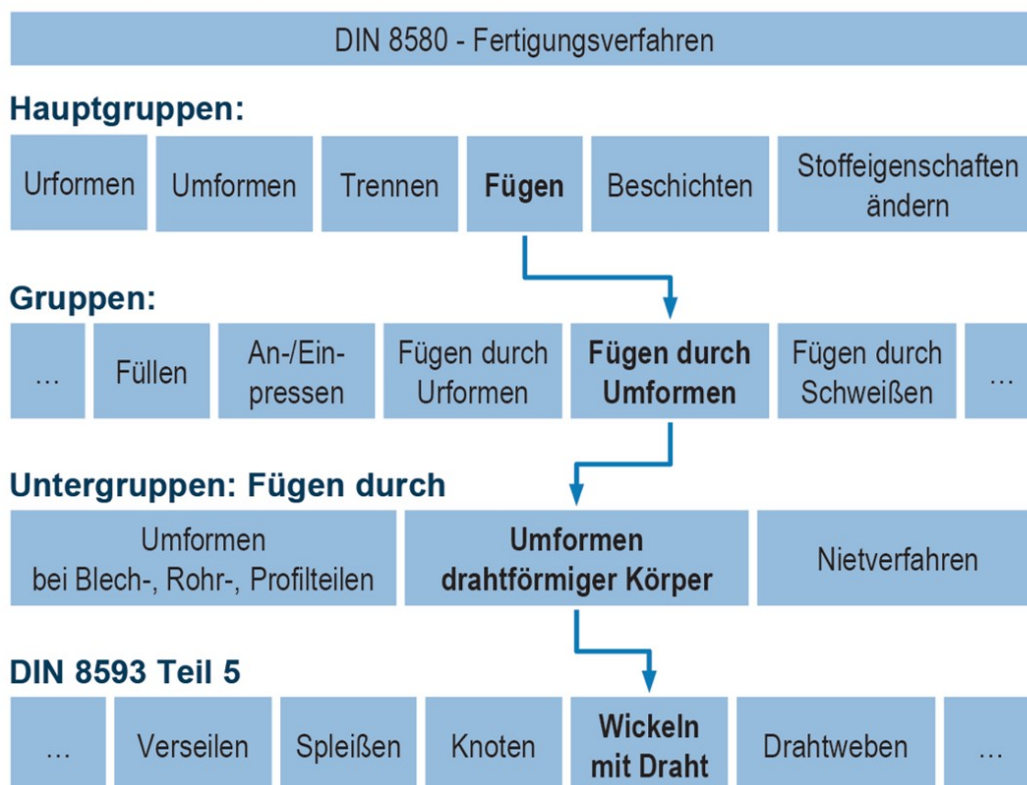 DIN 8580 - Fertigungsverfahren
Hauptgruppen:
Urformen
Umformen
Trennen
Fügen
Beschichten
Stoffeigenschaften
ändern
Gruppen:
...
Füllen
An-/Ein-
pressen
Fügen durch
Urformen
Fügen durch
Umformen
Fügen durch
Schweißen
...
Untergruppen: Fügen durch
Umformen
bei Blech-, Rohr-, Profilteilen
Umformen
drahtförmiger Körper
Nietverfahren
DIN 8593 Teil 5
...
Verseilen
Spleißen
Knoten
Wickeln
mit Draht
Drahtweben
...